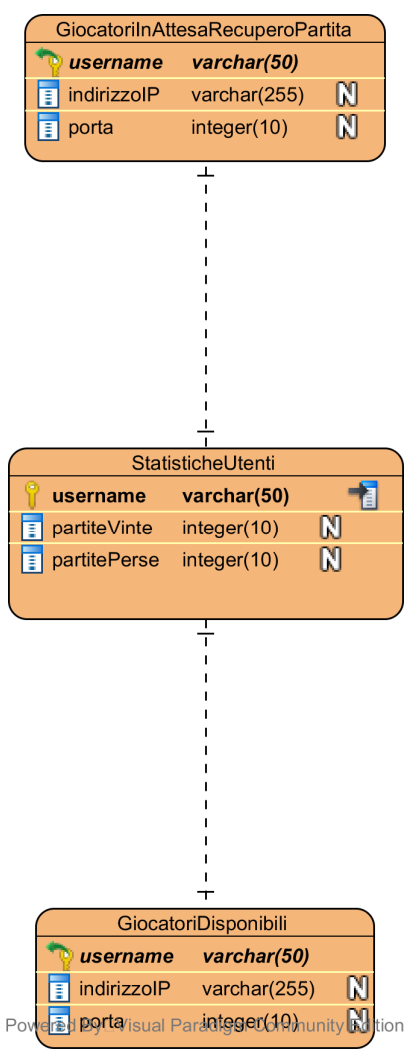 GiocatoriInAttesaRecuperoPartita
username varchar(50)
indirizzoIP varchar(255) N
porta integer(10) N
StatisticheUtenti
username varchar(50)
partiteVinte integer(10) N
partitePerse integer(10) N
GiocatoriDisponibili
username varchar(50)
indirizzoIP varchar(255) N
porta integer(10) N
Powered By Visual Paradigm Community Edition